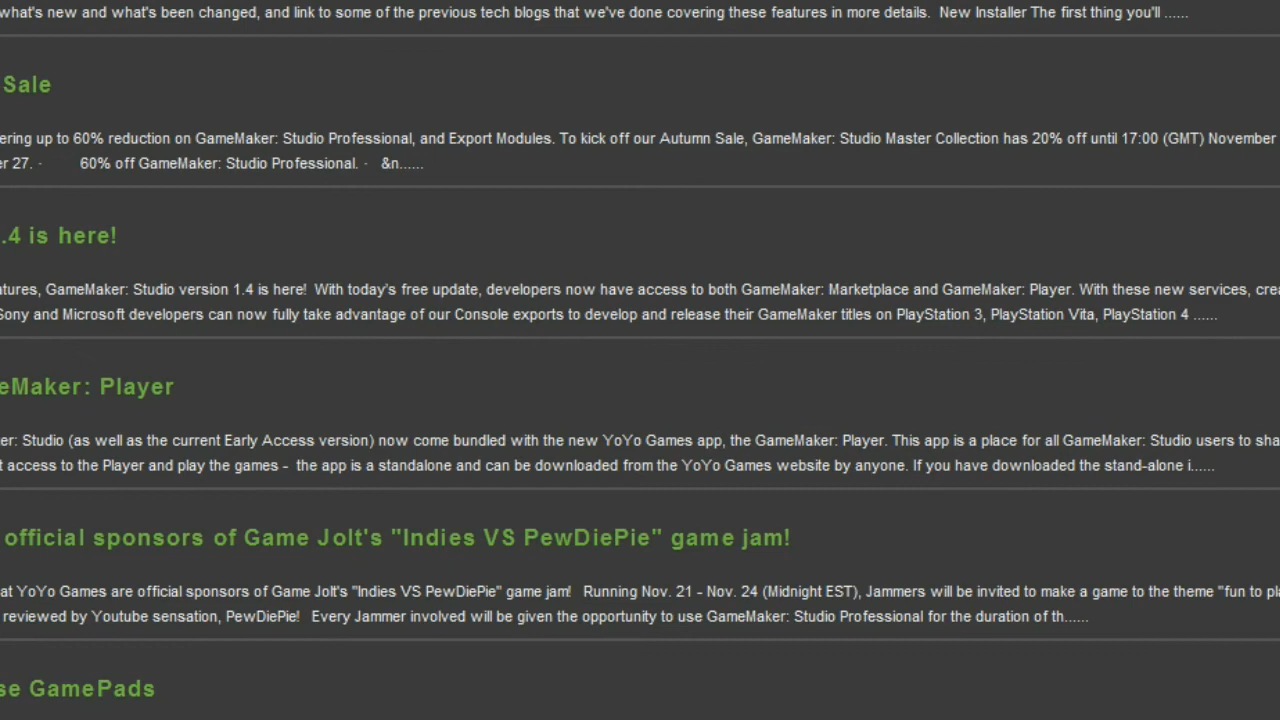 what's new and what's been changed, and link to some of the previous tech blogs that we've done covering these features in more details.  New Installer The first thing you'll ......
Sale
ering up to 60% reduction on GameMaker: Studio Professional, and Export Modules. To kick off our Autumn Sale, GameMaker: Studio Master Collection has 20% off until 17:00 (GMT) November
er 27. ·        60% off GameMaker: Studio Professional. ·   &n......
.4 is here!
atures, GameMaker: Studio version 1.4 is here!  With today's free update, developers now have access to both GameMaker: Marketplace and GameMaker: Player. With these new services, crea
Sony and Microsoft developers can now fully take advantage of our Console exports to develop and release their GameMaker titles on PlayStation 3, PlayStation Vita, PlayStation 4 ......
eMaker: Player
er: Studio (as well as the current Early Access version) now come bundled with the new YoYo Games app, the GameMaker: Player. This app is a place for all GameMaker: Studio users to sha
t access to the Player and play the games -  the app is a standalone and can be downloaded from the YoYo Games website by anyone. If you have downloaded the stand-alone i......
official sponsors of Game Jolt's "Indies VS PewDiePie" game jam!
at YoYo Games are official sponsors of Game Jolt's "Indies VS PewDiePie" game jam!   Running Nov. 21 - Nov. 24 (Midnight EST), Jammers will be invited to make a game to the theme "fun to pla
reviewed by Youtube sensation, PewDiePie!   Every Jammer involved will be given the opportunity to use GameMaker: Studio Professional for the duration of th......
se GamePads